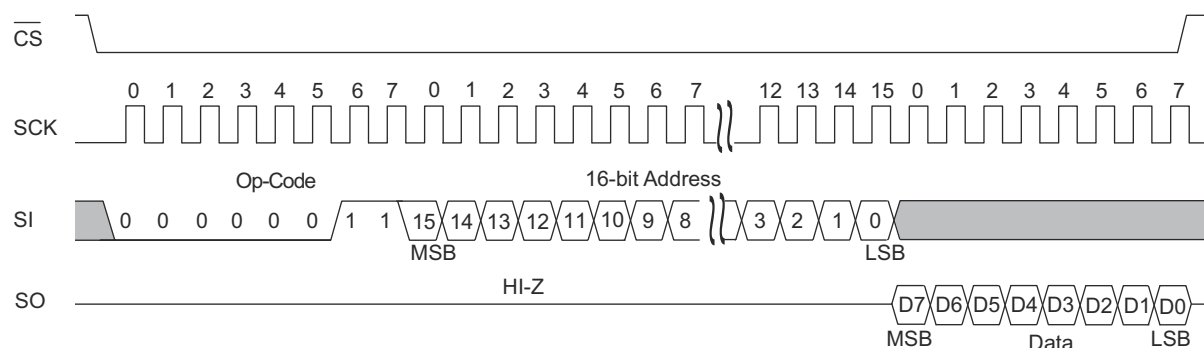 CS
0 1 2 3 4 5 6 7 0 1 2 3 4 5 6 7 12 13 14 15 0 1 2 3 4 5 6 7
SCK
Op-Code 16-bit Address
SI 0 0 0 0 0 0 1 1 15 14 13 12 11 10 9 8 3 2 1 0
MSB LSB
HI-Z
SO D7 D6 D5 D4 D3 D2 D1 D0
MSB Data LSB